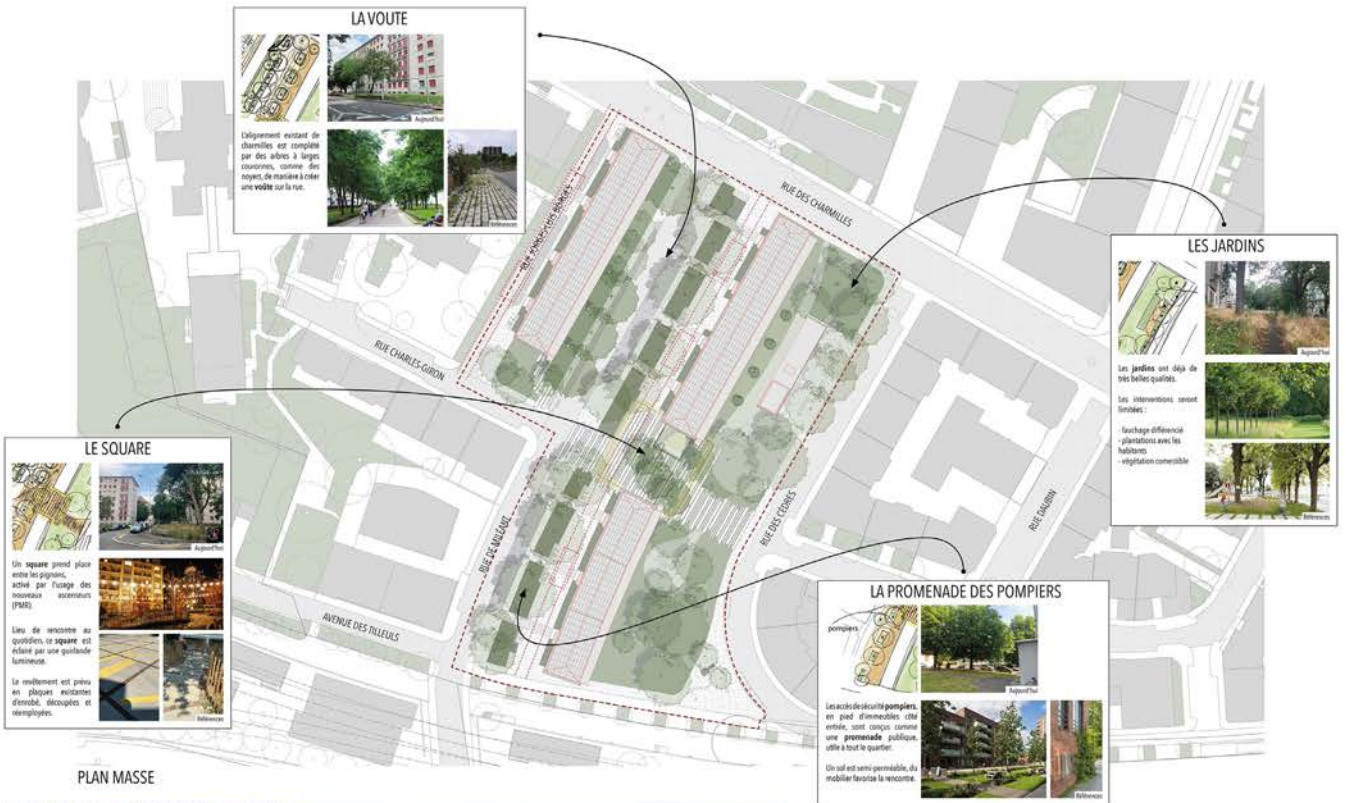 LA VOUTE
Aujourd'hui
L'alignement existant de
charmilles est complété
par des arbres à larges
couronnes, comme des
noyers, de manière à créer
une voûte sur la rue.
Références
RUE DES CHARMILLES
RUE JORGE-LUIS BORGES
RUE CHARLES-GIRON
LES JARDINS
Aujourd'hui
Les jardins ont déjà de
très belles qualités.
Les interventions seront
limitées :
- fauchage différencié
- plantations avec les
habitants
- végétation comestible
Références
LE SQUARE
Aujourd'hui
Un square prend place
entre les pignons,
activé par l'usage des
nouveaux ascenseurs
(PMR).
Lieu de rencontre au
quotidien, ce square est
éclairé par une guirlande
lumineuse.
Le revêtement est prévu
en plaques existantes
d'enrobé, découpées et
réemployées.
Références
RUE DE MILÉANT
RUE DES CÈDRES
RUE DAUBIN
AVENUE DES TILLEULS
LA PROMENADE DES POMPIERS
pompiers
Aujourd'hui
Les accès de sécurité pompiers,
en pied d'immeubles côté
entrée, sont conçus comme
une promenade publique,
utile à tout le quartier.
Un sol est semi-perméable, du
mobilier favorise la rencontre.
Références
PLAN MASSE